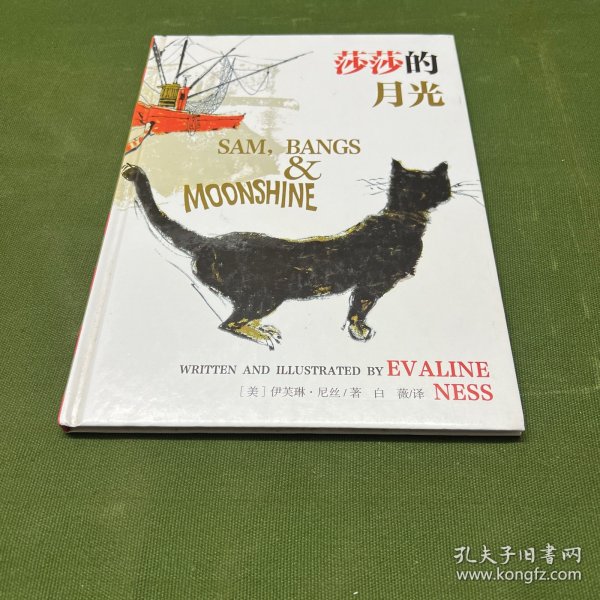 莎莎的
月光
SAM, BANGS
&
MOONSHINE
WRITTEN AND ILLUSTRATED BY EVALINE
[美]伊芙琳·尼丝/著 白 薇/译 NESS
孔夫子旧书网
www.kongfz.com